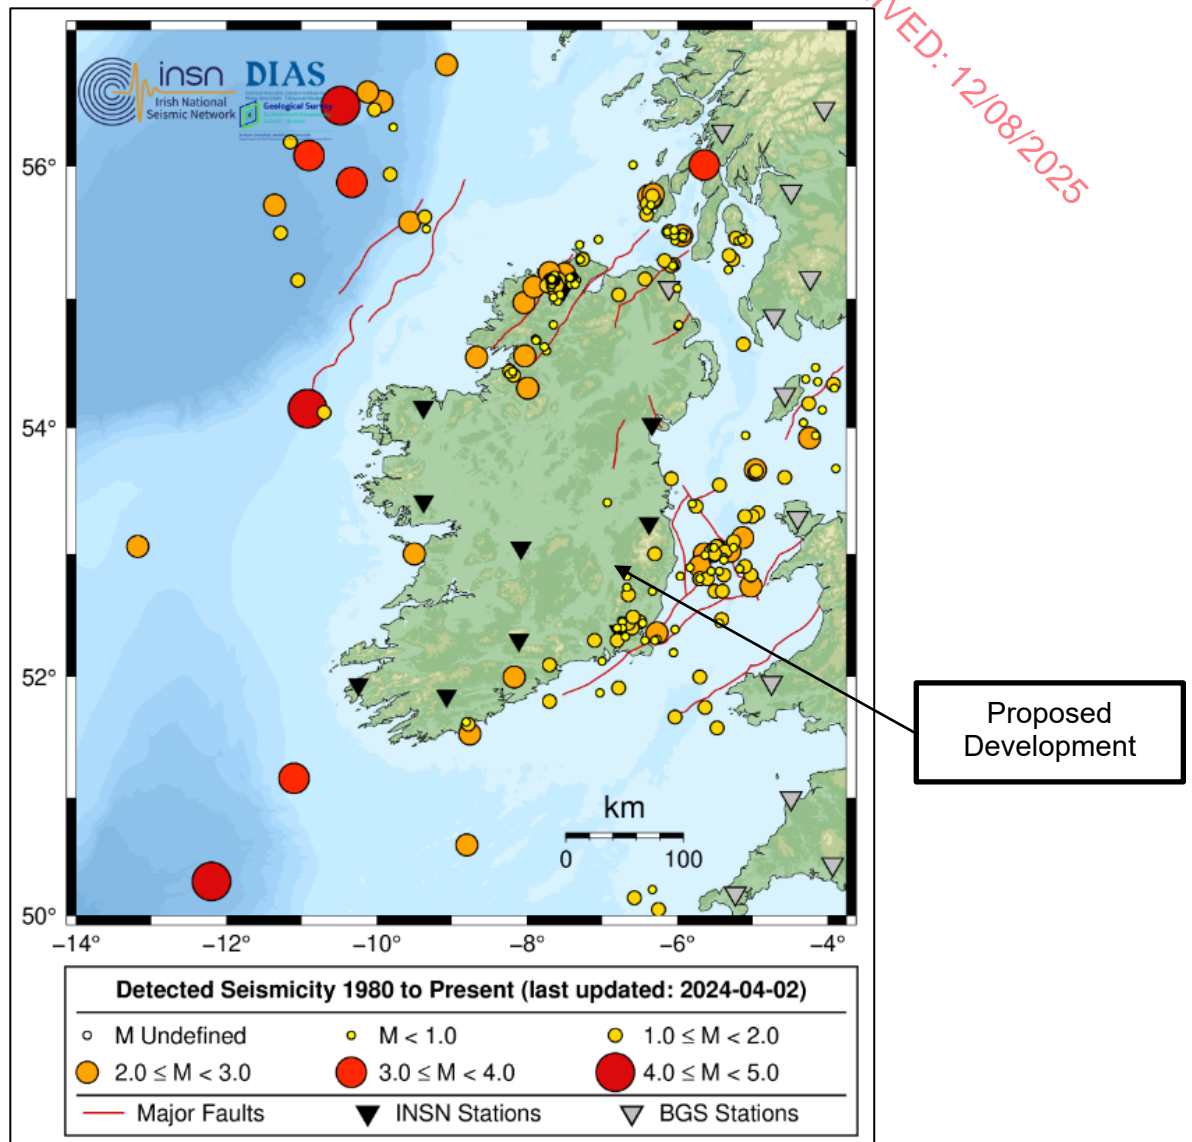 VED: 12/08/2025
insn
Irish National
Seismic Network
DIAS
Geological Survey
56°
54°
52°
50°
−14°
−12°
−10°
−8°
−6°
−4°
km
0
100
Proposed
Development
Detected Seismicity 1980 to Present (last updated: 2024-04-02)
M Undefined
M < 1.0
1.0 ≤ M < 2.0
2.0 ≤ M < 3.0
3.0 ≤ M < 4.0
4.0 ≤ M < 5.0
Major Faults
INSN Stations
BGS Stations